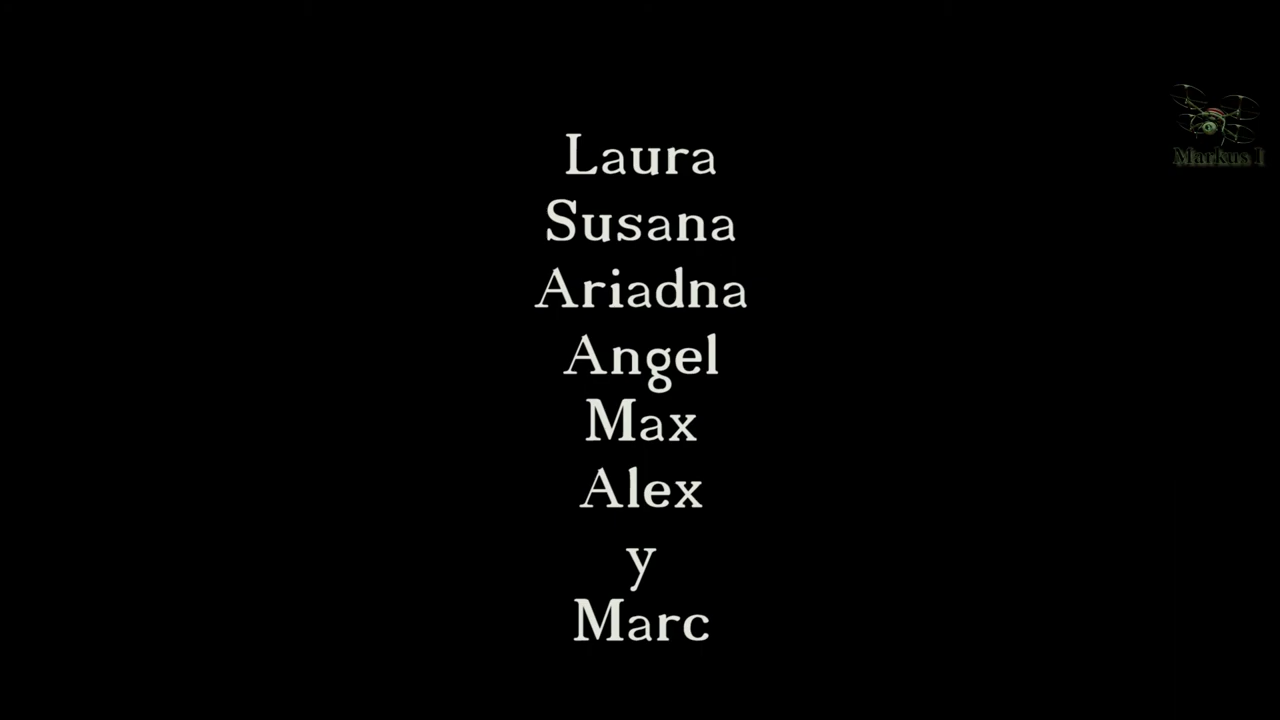 Laura
Susana
Ariadna
Angel
Max
Alex
y
Marc
Markus 1